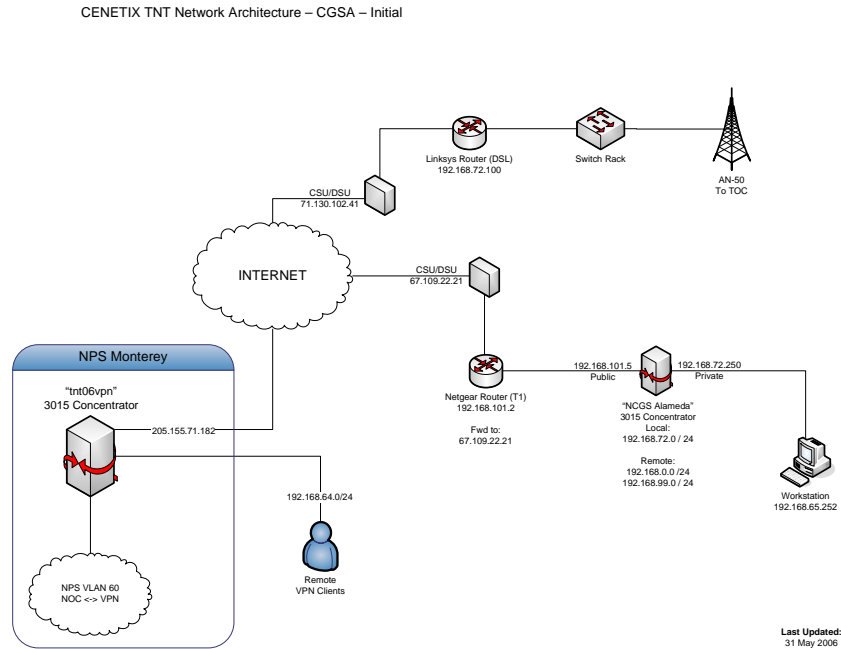 CENETIX TNT Network Architecture – CGSA – Initial
Linksys Router (DSL)
192.168.72.100
Switch Rack
AN-50
To TOC
CSU/DSU
71.130.102.41
INTERNET
CSU/DSU
67.109.22.21
NPS Monterey
"tnt06vpn"
3015 Concentrator
205.155.71.182
192.168.64.0/24
Remote
VPN Clients
NPS VLAN 60
NOC <-> VPN
Netgear Router (T1)
192.168.101.2
Fwd to:
67.109.22.21
192.168.101.5
Public
192.168.72.250
Private
"NCGS Alameda"
3015 Concentrator
Local:
192.168.72.0 / 24
Remote:
192.168.0.0 /24
192.168.99.0 / 24
Workstation
192.168.65.252
Last Updated:
31 May 2006